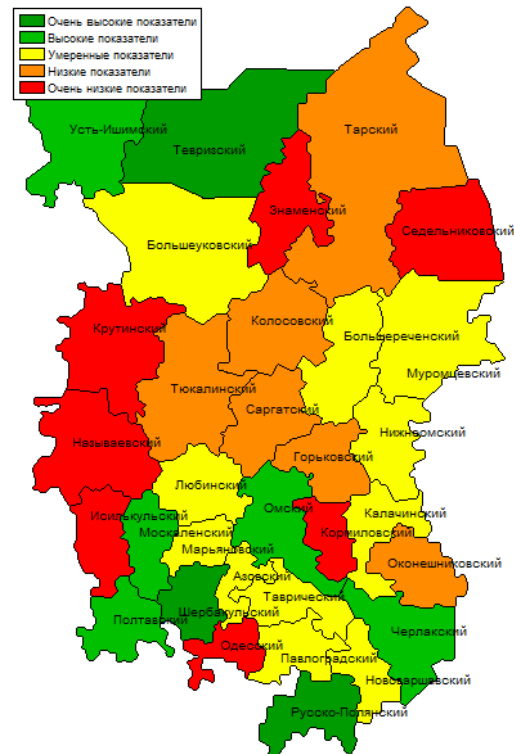 Очень высокие показатели
Высокие показатели
Умеренные показатели
Низкие показатели
Очень низкие показатели
Усть-Ишимский
Тевризский
Тарский
Знаменский
Седельниковский
Большеуковский
Колосовский
Крутинский
Большереченский
Муромцевский
Тюкалинский
Саргатский
Нижнеомский
Называевский
Горьковский
Любинский
Омский
Исилькульский
Калачинский
Москаленский
Кормиловский
Марьяновский
Оконешниковский
Азовский
Таврический
Шербакульский
Полтавский
Черлакский
Одесский
Павлоградский
Нововаршавский
Русско-Полянский